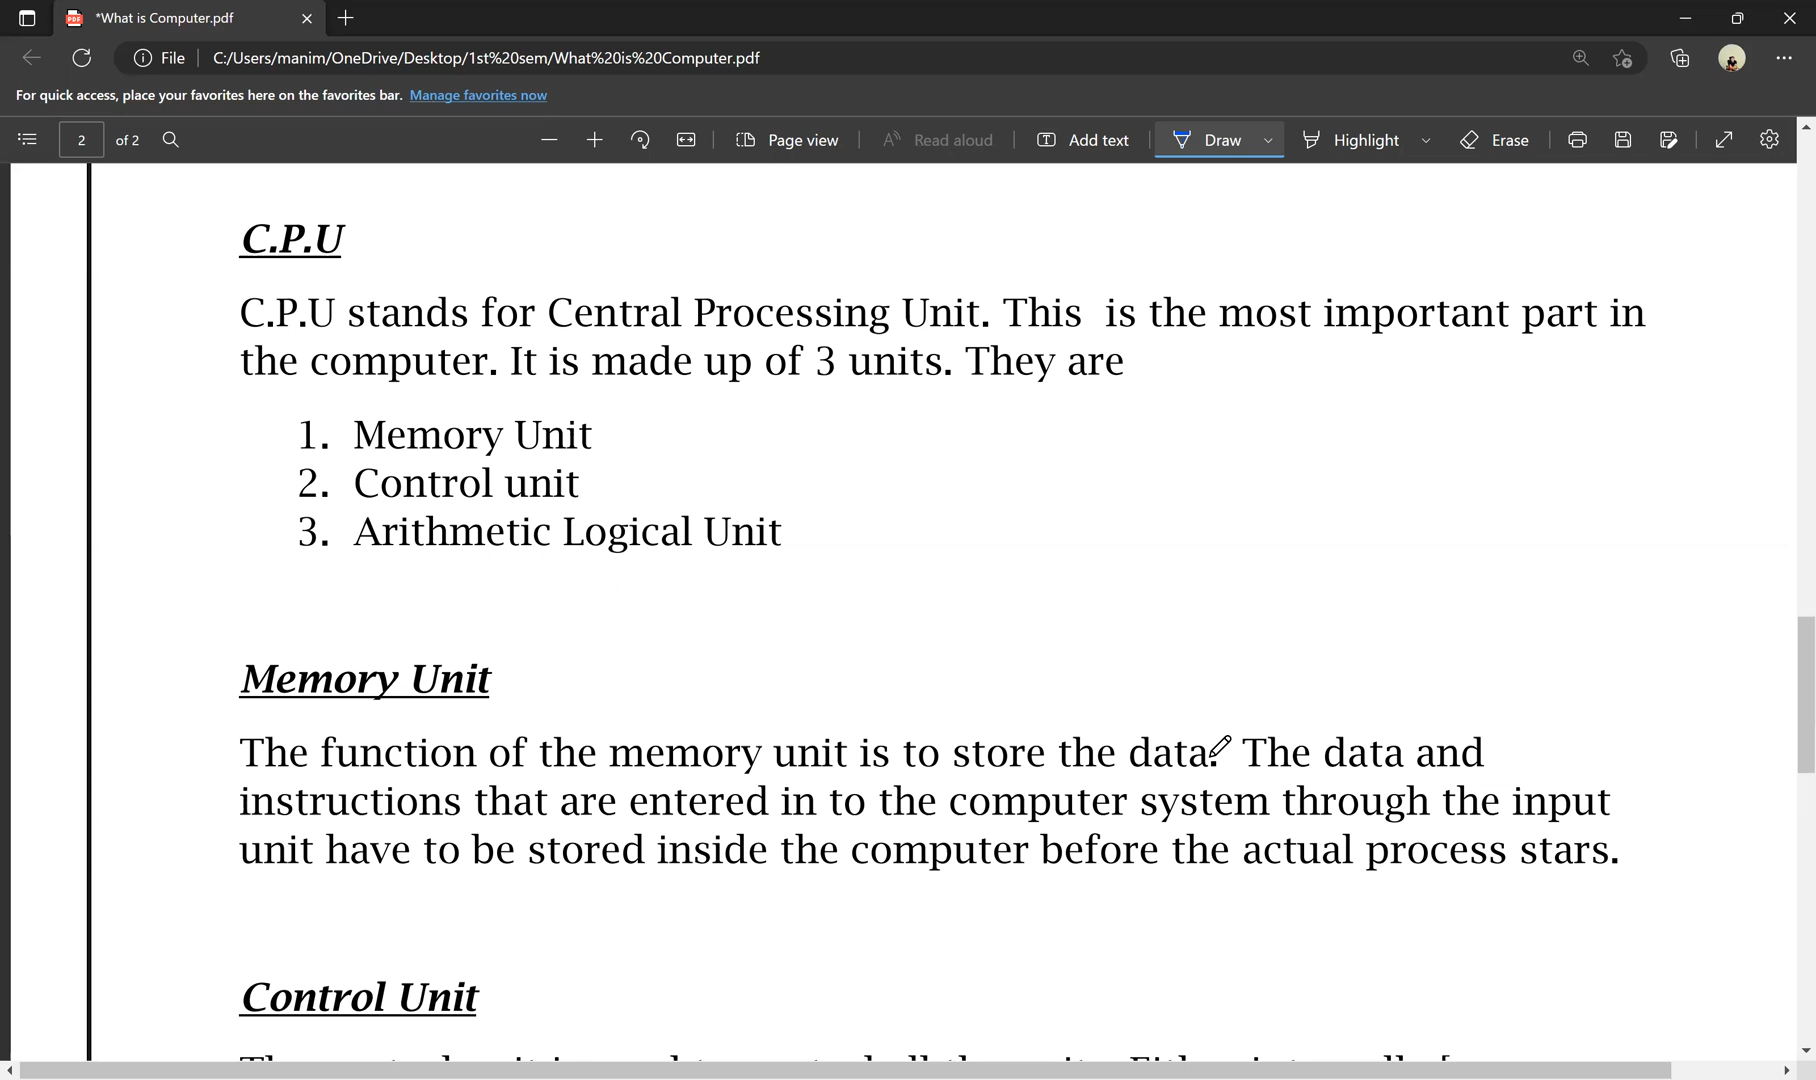 *What is Computer.pdf
File C:/Users/manim/OneDrive/Desktop/1st%20sem/What%20is%20Computer.pdf
For quick access, place your favorites here on the favorites bar. Manage favorites now
2 of 2 Page view Read aloud Add text Draw Highlight Erase
C.P.U
C.P.U stands for Central Processing Unit. This is the most important part in
the computer. It is made up of 3 units. They are
1. Memory Unit
2. Control unit
3. Arithmetic Logical Unit
Memory Unit
The function of the memory unit is to store the data. The data and
instructions that are entered in to the computer system through the input
unit have to be stored inside the computer before the actual process stars.
Control Unit